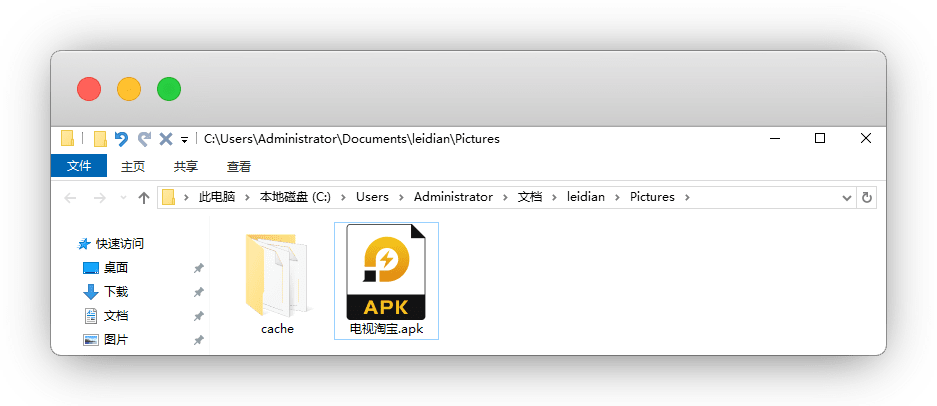 C:\Users\Administrator\Documents\leidian\Pictures
文件 主页 共享 查看
此电脑 本地磁盘 (C:) Users Administrator 文档 leidian Pictures
快速访问
桌面
下载
文档
图片
cache
APK
电视淘宝.apk